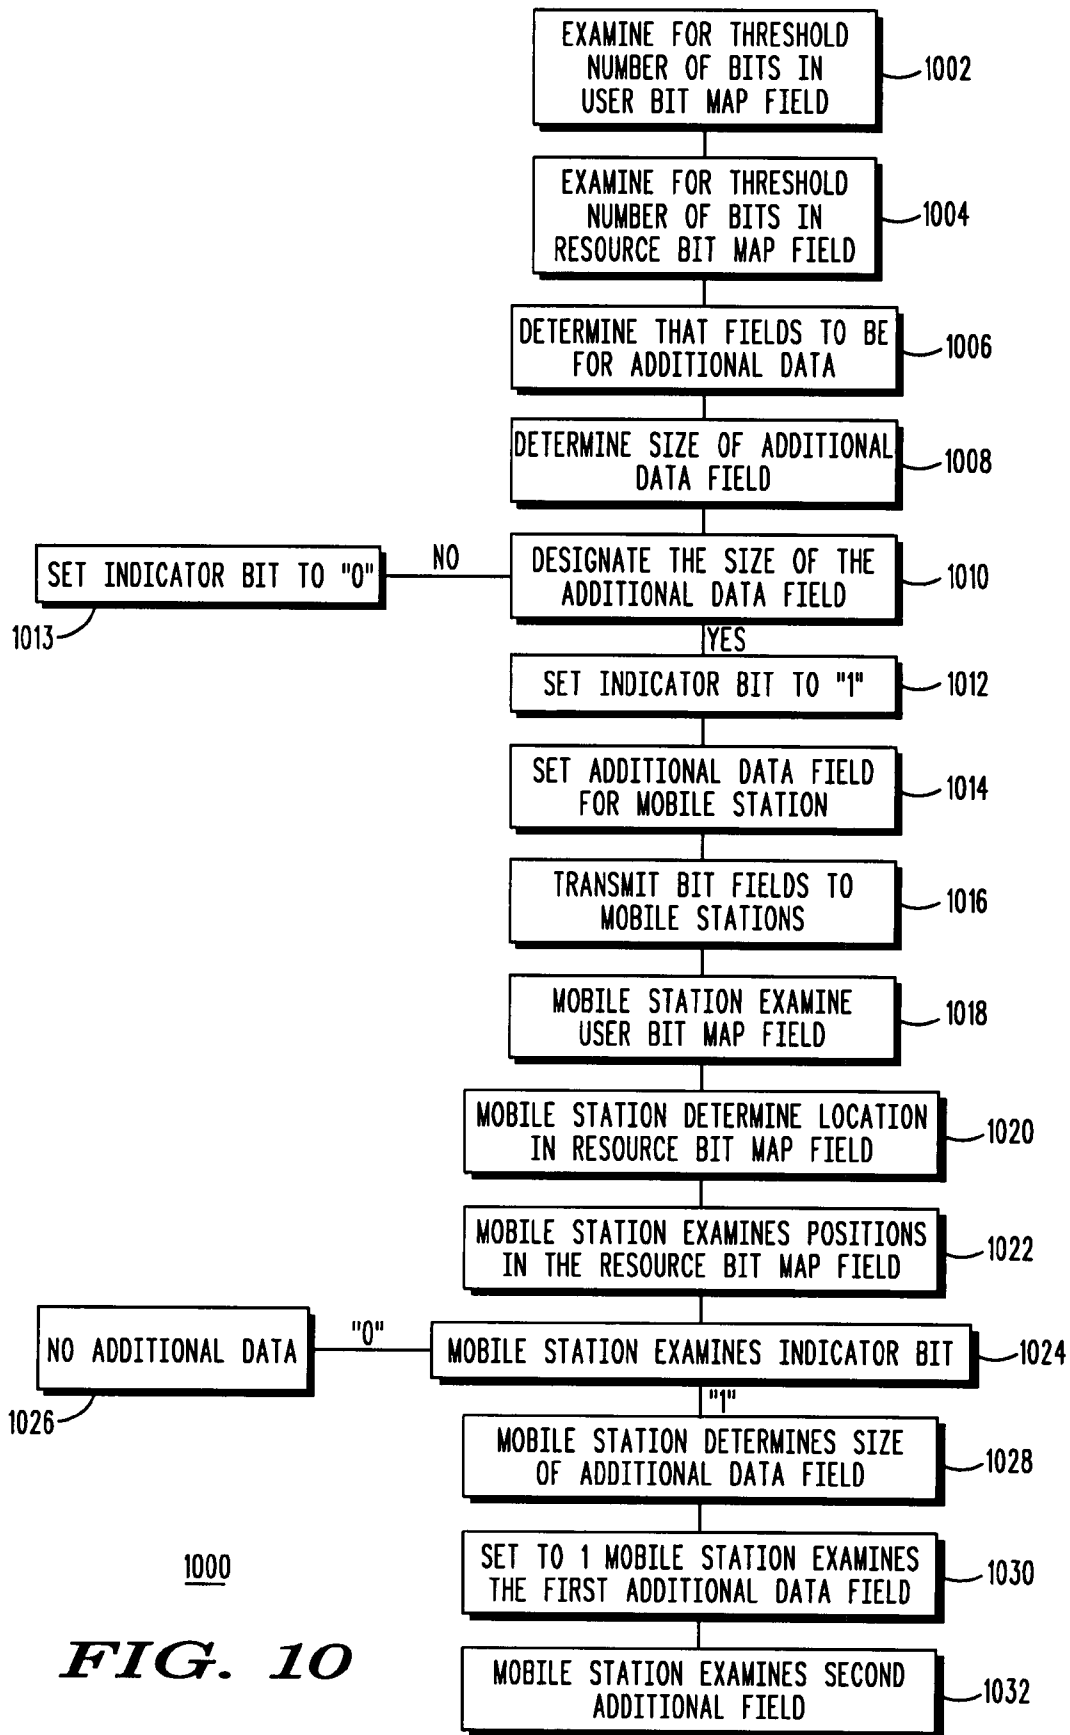 EXAMINE FOR THRESHOLD
NUMBER OF BITS IN
USER BIT MAP FIELD
1002
EXAMINE FOR THRESHOLD
NUMBER OF BITS IN
RESOURCE BIT MAP FIELD
1004
DETERMINE THAT FIELDS TO BE
FOR ADDITIONAL DATA
1006
DETERMINE SIZE OF ADDITIONAL
DATA FIELD
1008
SET INDICATOR BIT TO "0"
1013
NO
DESIGNATE THE SIZE OF THE
ADDITIONAL DATA FIELD
1010
YES
SET INDICATOR BIT TO "1"
1012
SET ADDITIONAL DATA FIELD
FOR MOBILE STATION
1014
TRANSMIT BIT FIELDS TO
MOBILE STATIONS
1016
MOBILE STATION EXAMINE
USER BIT MAP FIELD
1018
MOBILE STATION DETERMINE LOCATION
IN RESOURCE BIT MAP FIELD
1020
MOBILE STATION EXAMINES POSITIONS
IN THE RESOURCE BIT MAP FIELD
1022
NO ADDITIONAL DATA
1026
"0"
MOBILE STATION EXAMINES INDICATOR BIT
1024
"1"
MOBILE STATION DETERMINES SIZE
OF ADDITIONAL DATA FIELD
1028
SET TO 1 MOBILE STATION EXAMINES
THE FIRST ADDITIONAL DATA FIELD
1030
MOBILE STATION EXAMINES SECOND
ADDITIONAL FIELD
1032
1000
FIG. 10